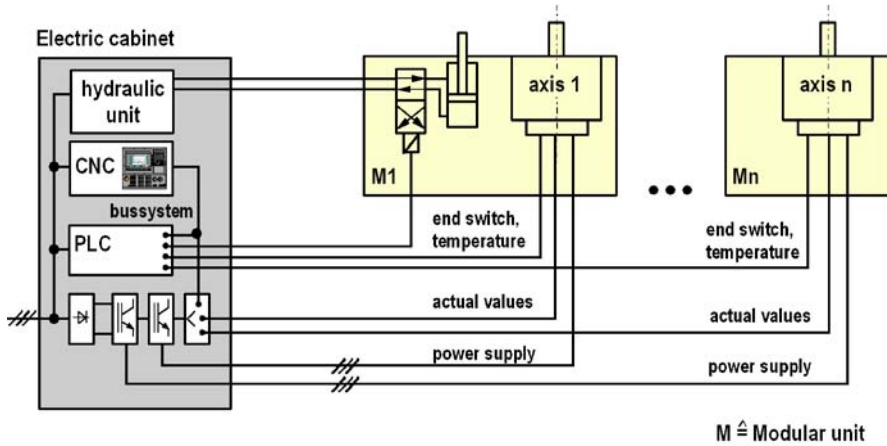 Electric cabinet
hydraulic
unit
CNC
bussystem
PLC
axis 1
M1
end switch,
temperature
actual values
power supply
axis n
Mn
end switch,
temperature
actual values
power supply
M ≙ Modular unit